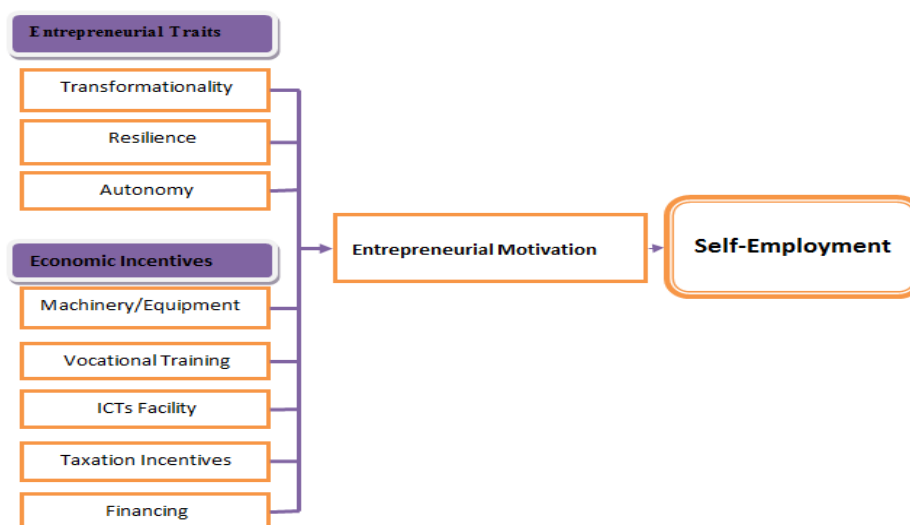 Entrepreneurial Traits
Transformationality
Resilience
Autonomy
Economic Incentives
Machinery/Equipment
Vocational Training
ICTs Facility
Taxation Incentives
Financing
Entrepreneurial Motivation
Self-Employment